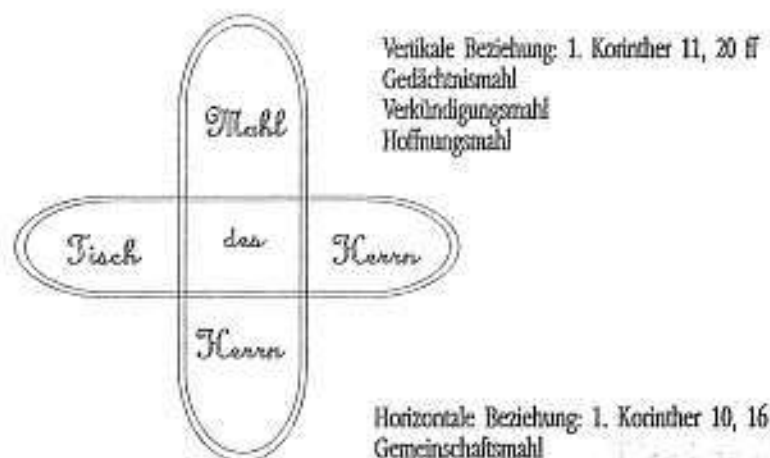 Vertikale Beziehung: 1. Korinther 11, 20 ff
Gedächtnismahl
Verkündigungsmahl
Hoffnungsmahl
Mahl
Tisch des Herrn
Herrn
Horizontale Beziehung: 1. Korinther 10, 16
Gemeinschaftsmahl